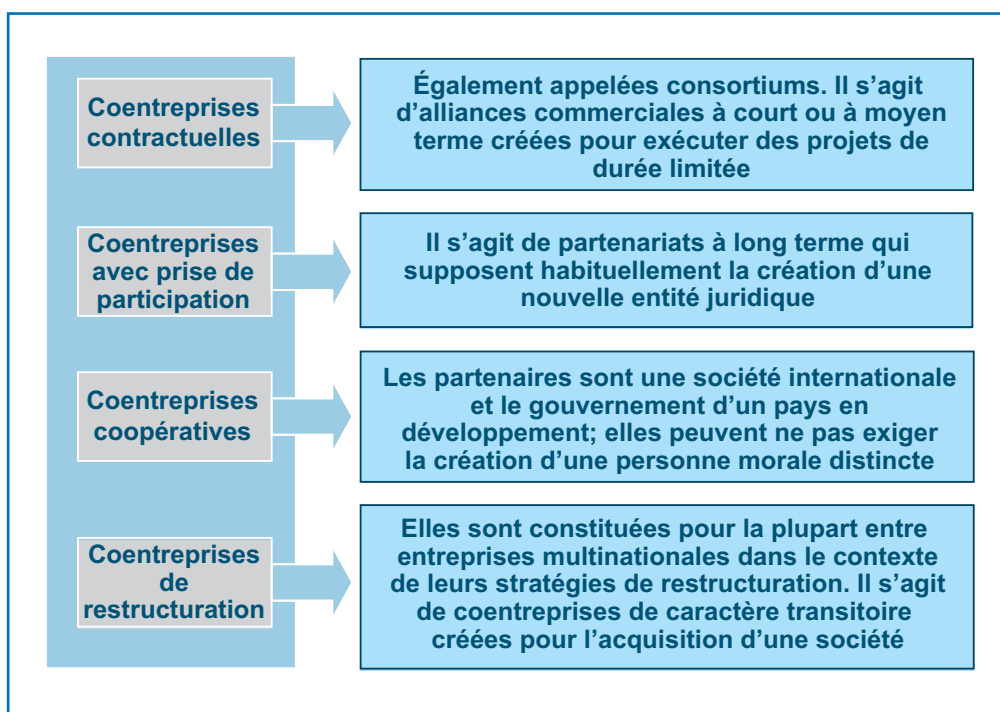 Coentreprises
contractuelles
Également appelées consortiums. Il s’agit
d’alliances commerciales à court ou à moyen
terme créées pour exécuter des projets de
durée limitée
Coentreprises
avec prise de
participation
Il s’agit de partenariats à long terme qui
supposent habituellement la création d’une
nouvelle entité juridique
Coentreprises
coopératives
Les partenaires sont une société internationale
et le gouvernement d’un pays en
développement; elles peuvent ne pas exiger
la création d’une personne morale distincte
Coentreprises
de
restructuration
Elles sont constituées pour la plupart entre
entreprises multinationales dans le contexte
de leurs stratégies de restructuration. Il s’agit
de coentreprises de caractère transitoire
créées pour l’acquisition d’une société